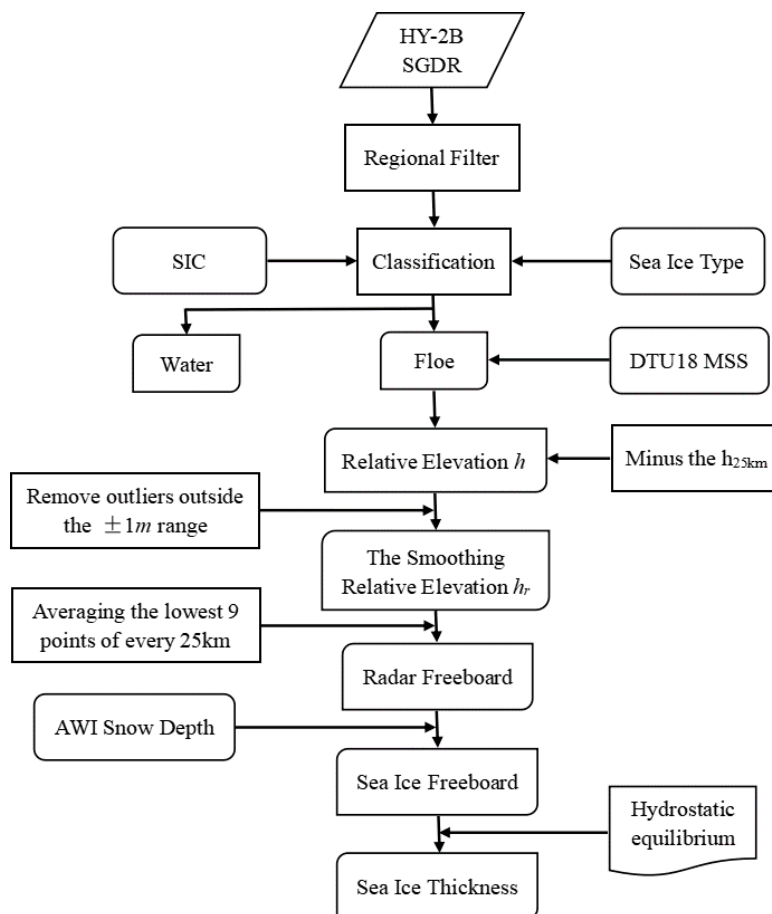 HY-2B
SGDR
Regional Filter
SIC
Classification
Sea Ice Type
Water
Floe
DTU18 MSS
Relative Elevation h
Minus the h25km
Remove outliers outside
the ±1m range
The Smoothing
Relative Elevation hr
Averaging the lowest 9
points of every 25km
Radar Freeboard
AWI Snow Depth
Sea Ice Freeboard
Hydrostatic
equilibrium
Sea Ice Thickness